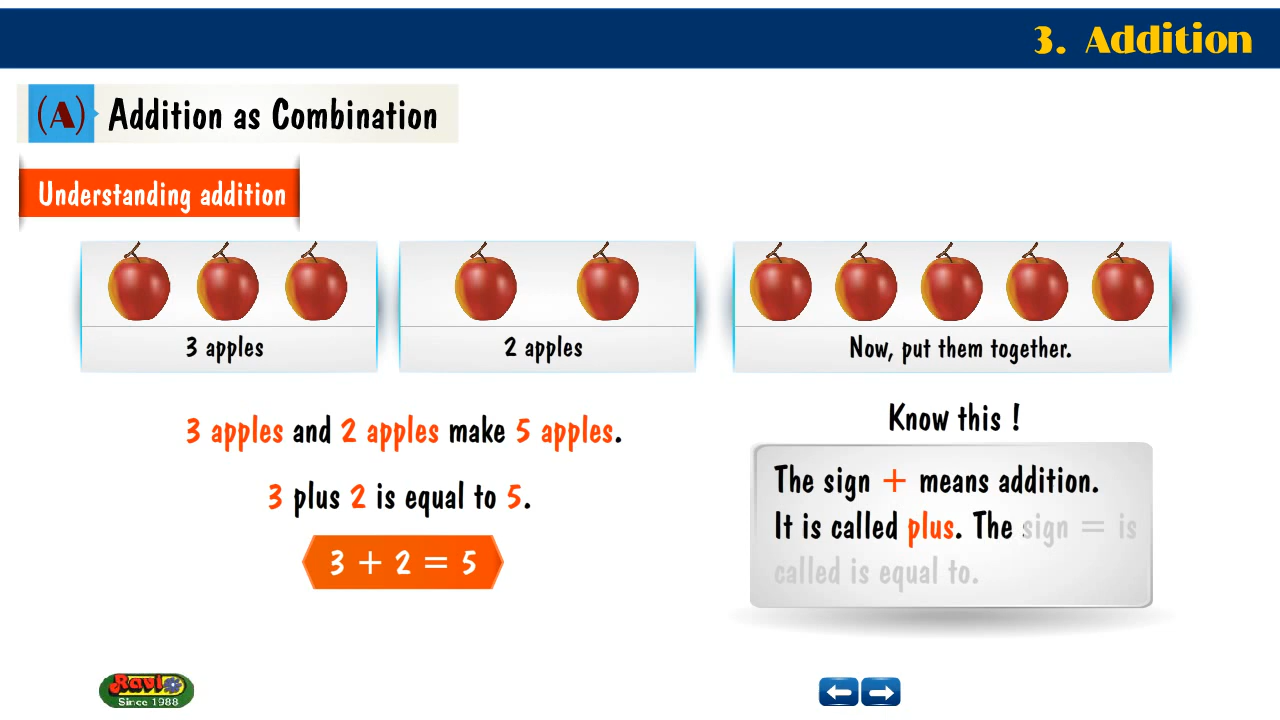 3. Addition
(A) Addition as Combination
Understanding addition
3 apples
2 apples
Now, put them together.
3 apples and 2 apples make 5 apples.
3 plus 2 is equal to 5.
3 + 2 = 5
Know this !
The sign + means addition.
It is called plus. The sign = is
called is equal to.
Ravi
Since 1988